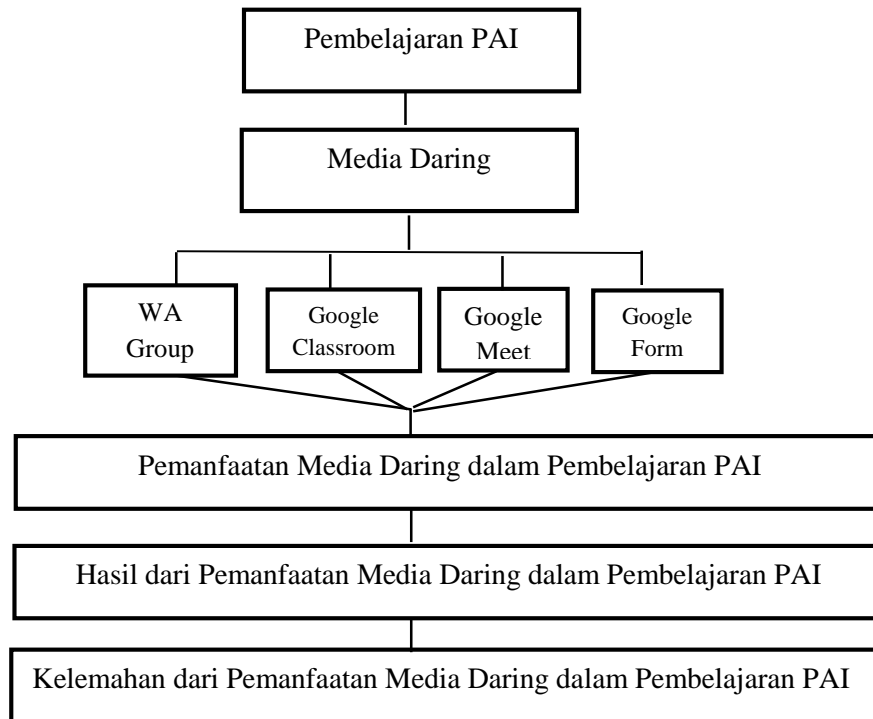 Pembelajaran PAI
Media Daring
WA
Group
Google
Classroom
Google
Meet
Google
Form
Pemanfaatan Media Daring dalam Pembelajaran PAI
Hasil dari Pemanfaatan Media Daring dalam Pembelajaran PAI
Kelemahan dari Pemanfaatan Media Daring dalam Pembelajaran PAI